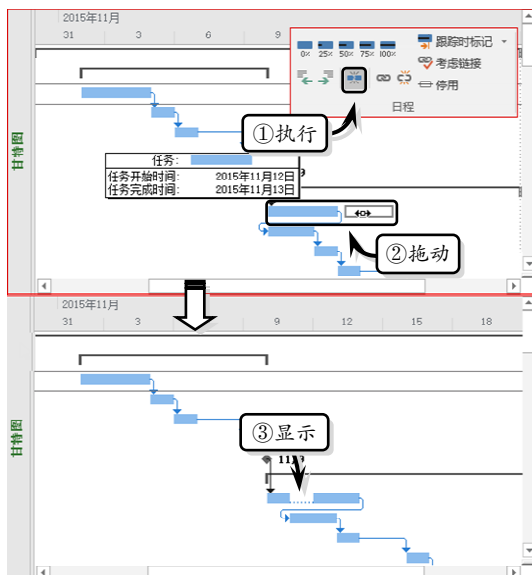 2015年11月
31 3 6 9
0× 25× 50× 75× 100×
跟踪时标记
考虑链接
停用
日程
①执行
甘特图
任务:
任务开始时间: 2015年11月12日
任务完成时间: 2015年11月13日
②拖动
2015年11月
31 3 6 9 12 15 18
甘特图
③显示